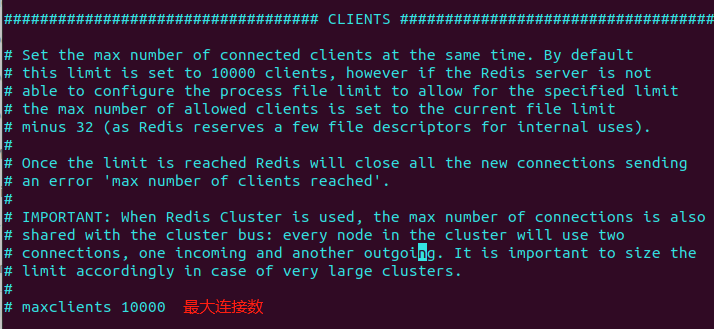 ################################### CLIENTS ####################################
# Set the max number of connected clients at the same time. By default
# this limit is set to 10000 clients, however if the Redis server is not
# able to configure the process file limit to allow for the specified limit
# the max number of allowed clients is set to the current file limit
# minus 32 (as Redis reserves a few file descriptors for internal uses).
#
# Once the limit is reached Redis will close all the new connections sending
# an error 'max number of clients reached'.
#
# IMPORTANT: When Redis Cluster is used, the max number of connections is also
# shared with the cluster bus: every node in the cluster will use two
# connections, one incoming and another outgoing. It is important to size the
# limit accordingly in case of very large clusters.
#
# maxclients 10000 最大连接数